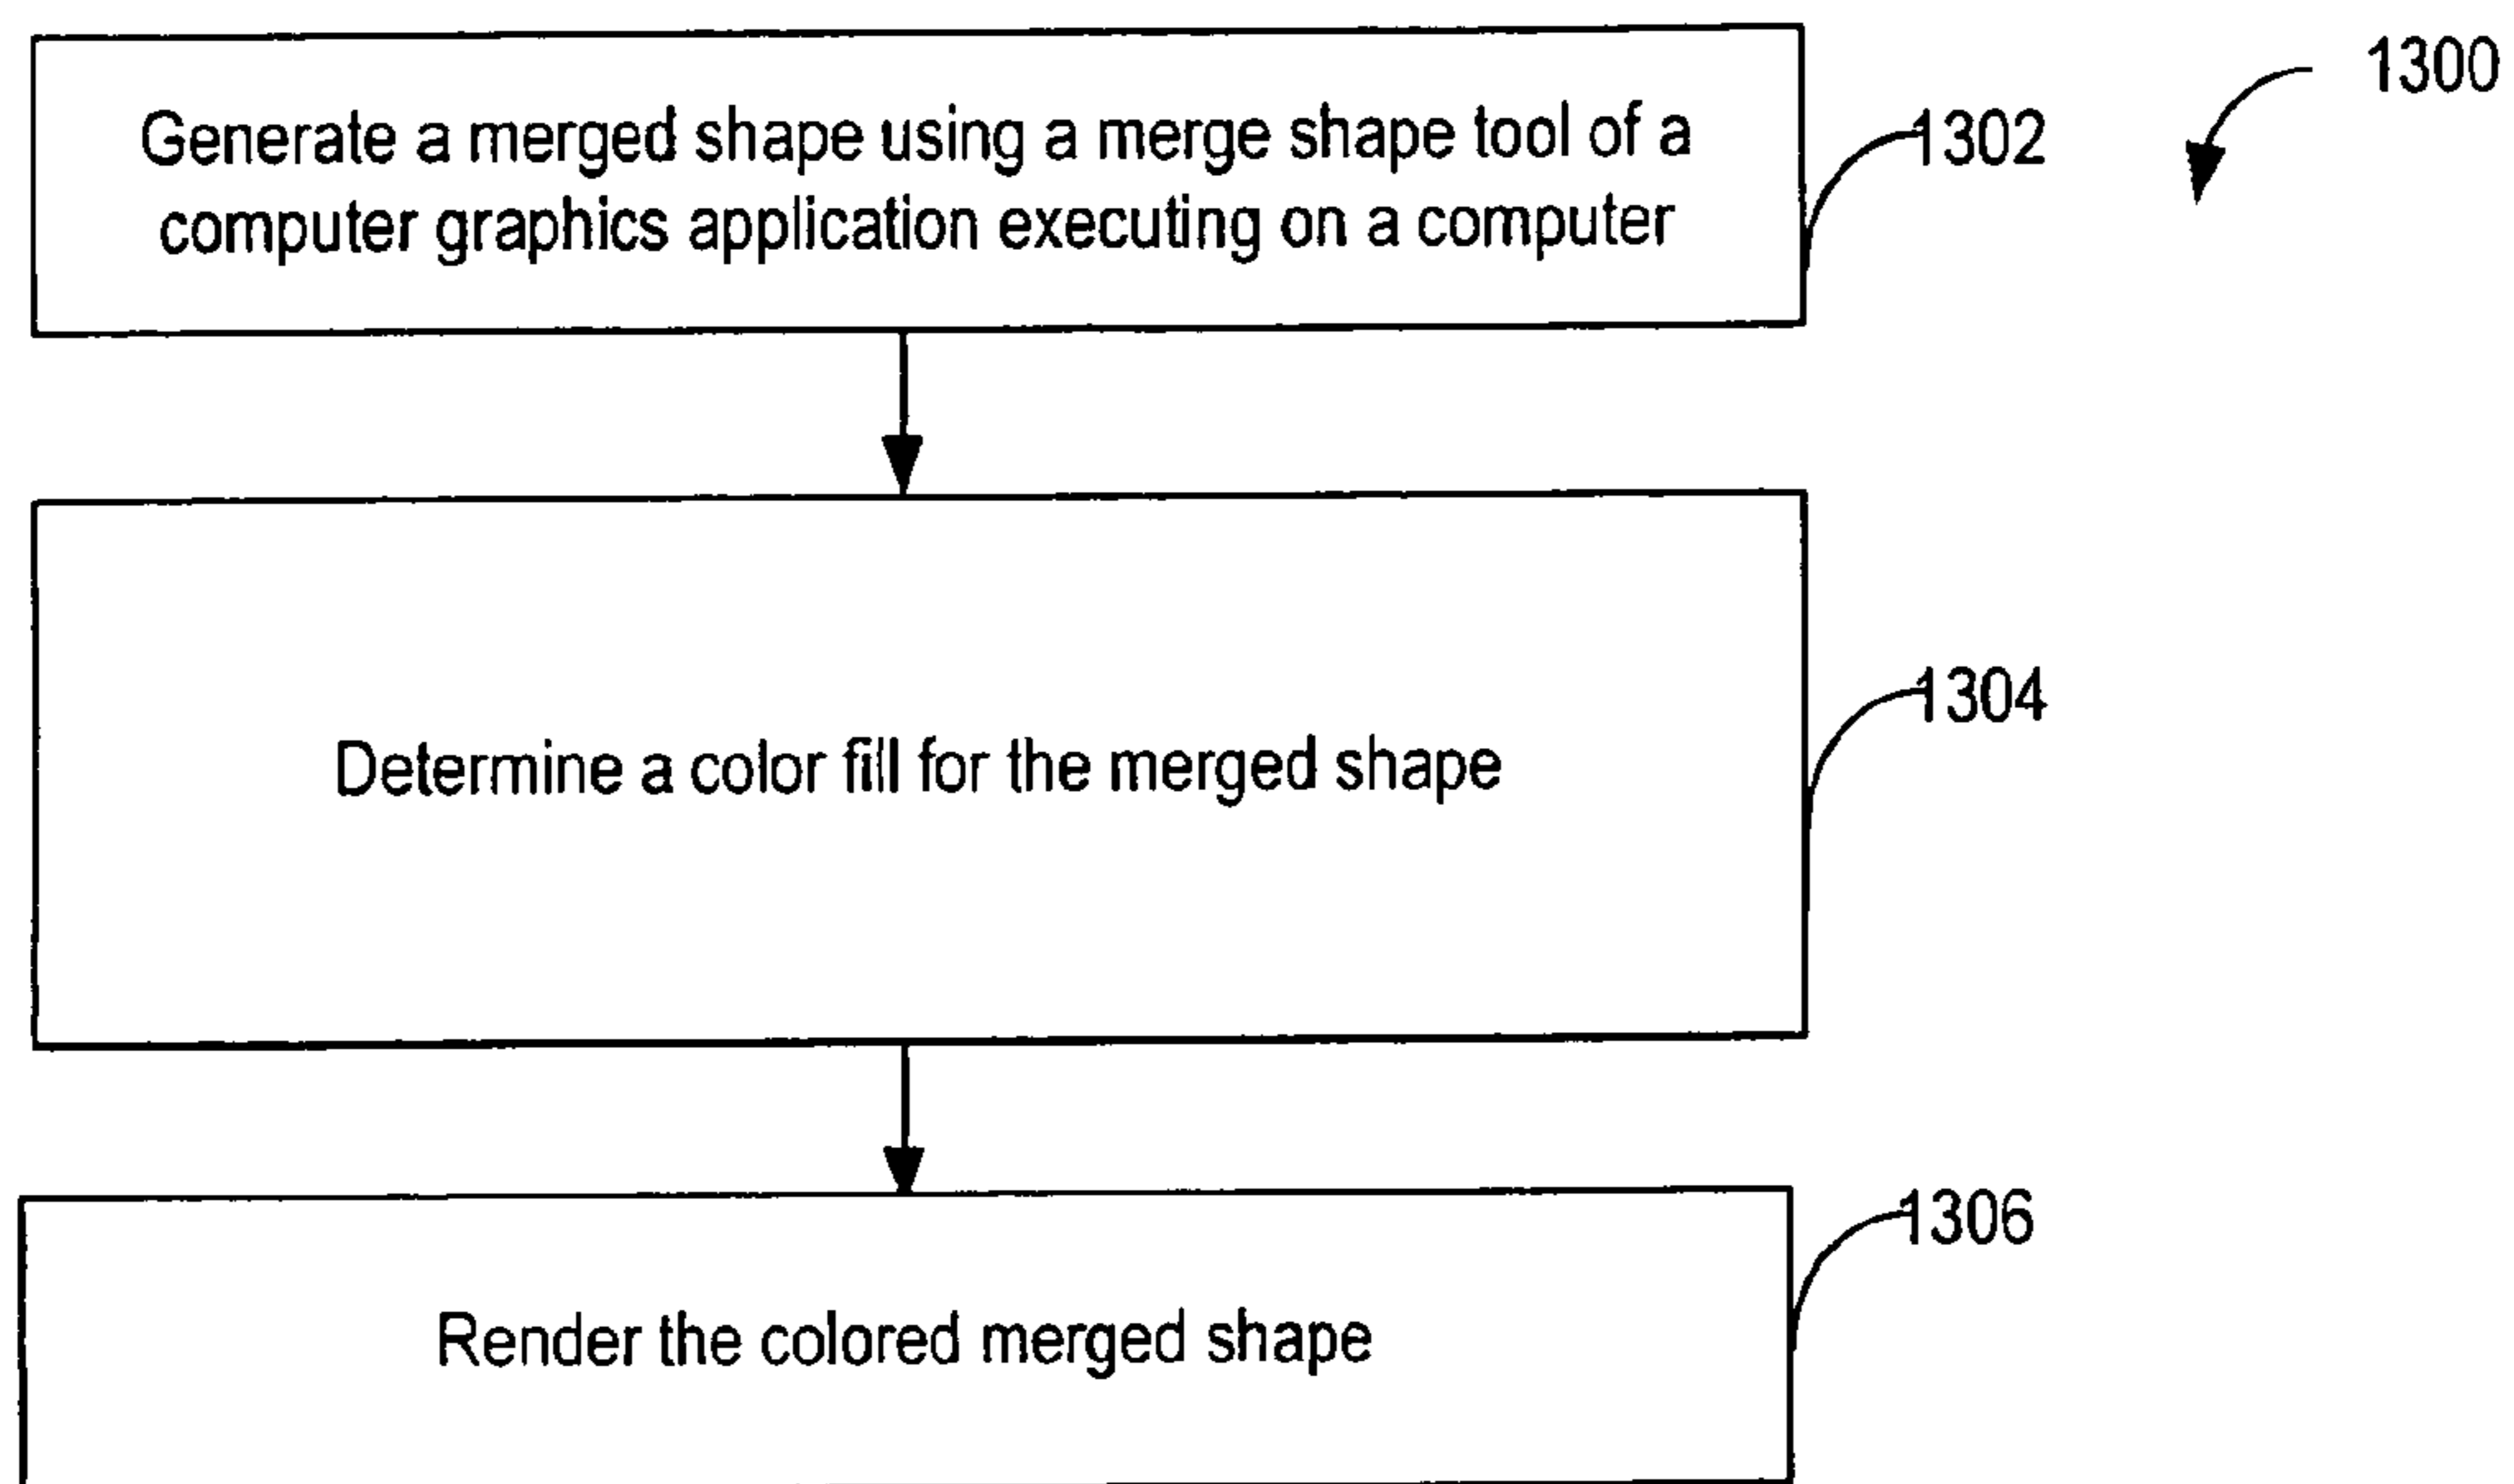 1300
1302
Generate a merged shape using a merge shape tool of a
computer graphics application executing on a computer
1304
Determine a color fill for the merged shape
1306
Render the colored merged shape